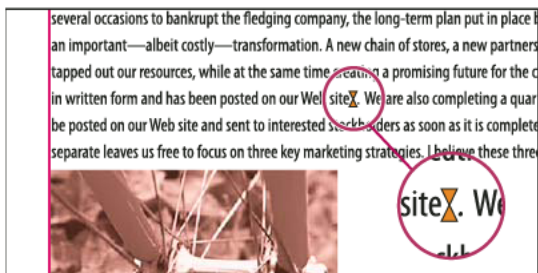 several occasions to bankrupt the fledging company, the long-term plan put in place b
an important—albeit costly—transformation. A new chain of stores, a new partners
tapped out our resources, while at the same time creating a promising future for the c
in written form and has been posted on our Web site. We are also completing a quar
be posted on our Web site and sent to interested stockholders as soon as it is complete
separate leaves us free to focus on three key marketing strategies. I believe these three
site. We